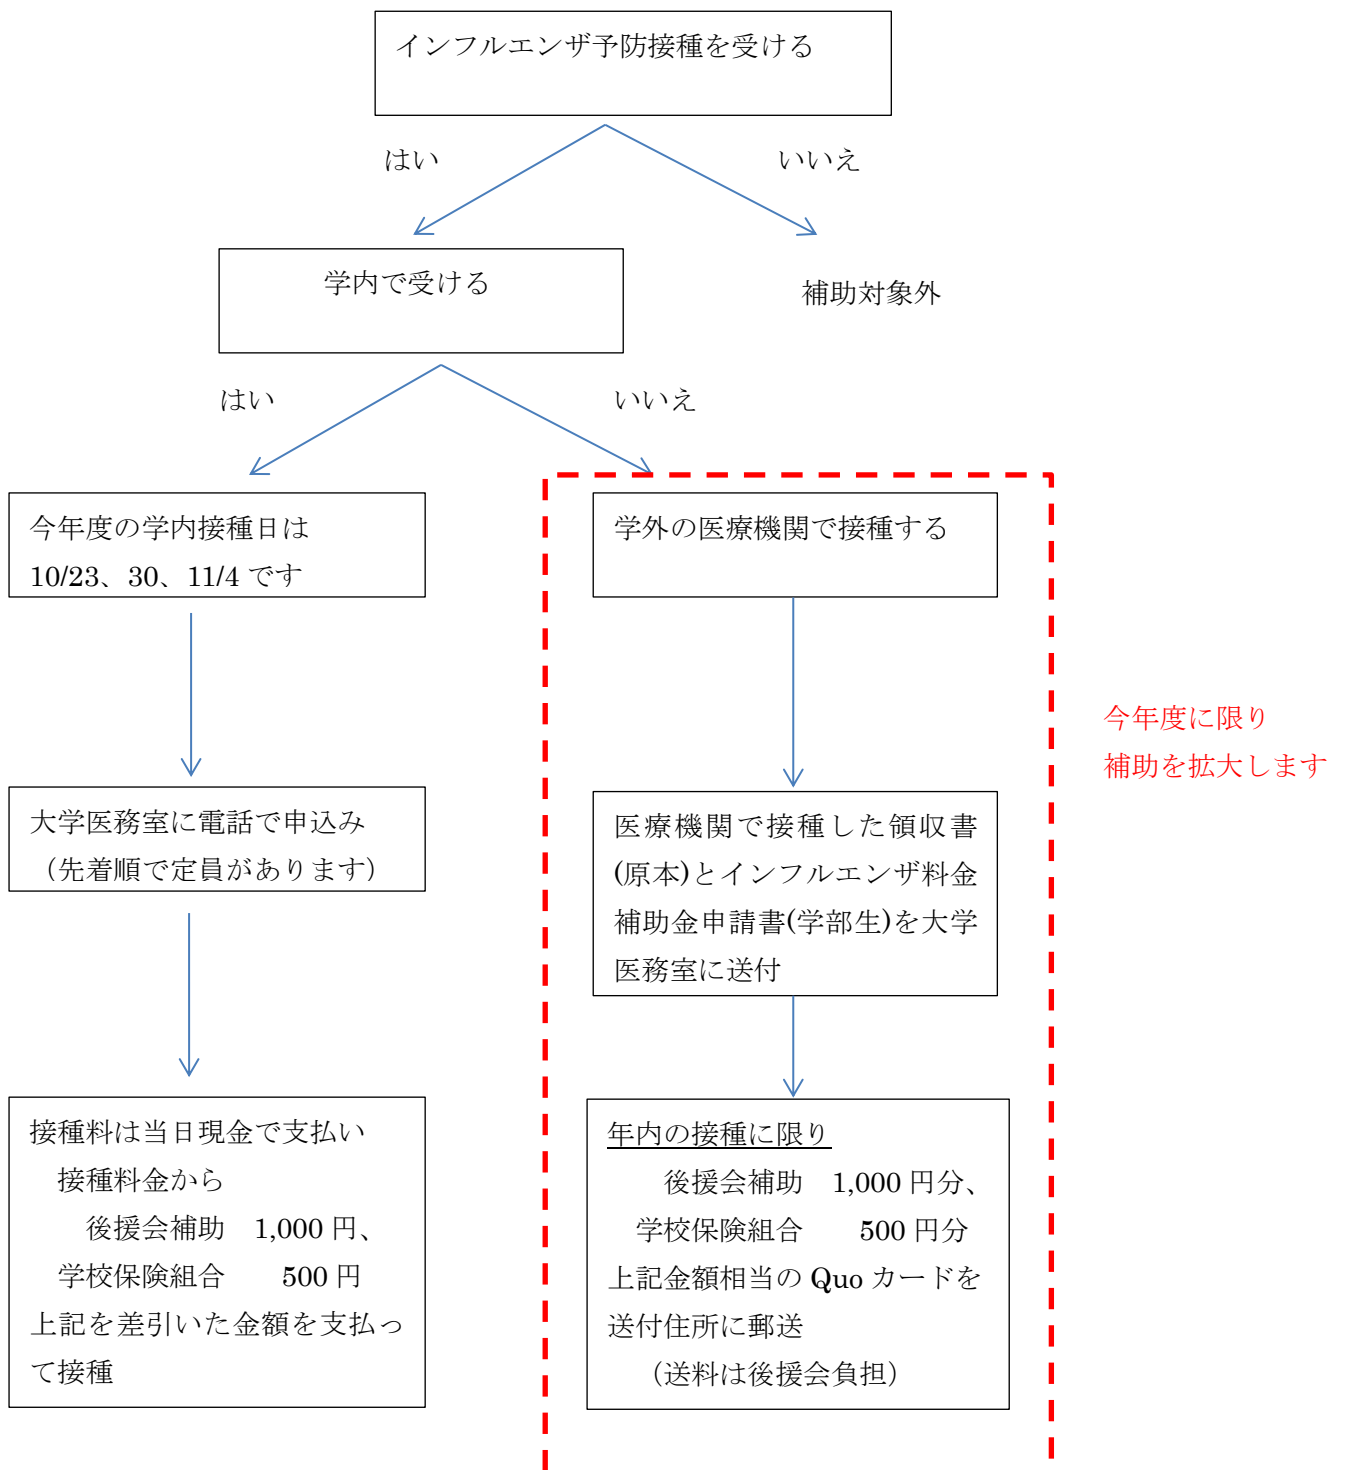 インフルエンザ予防接種を受ける
はい
いいえ
学内で受ける
補助対象外
はい
いいえ
今年度の学内接種日は
10/23、30、11/4 です
学外の医療機関で接種する
今年度に限り
補助を拡大します
大学医務室に電話で申込み
（先着順で定員があります）
医療機関で接種した領収書
(原本)とインフルエンザ料金
補助金申請書(学部生)を大学
医務室に送付
接種料は当日現金で支払い
接種料金から
後援会補助　1,000 円、
学校保険組合　　500 円
上記を差引いた金額を支払っ
て接種
年内の接種に限り
後援会補助　1,000 円分、
学校保険組合　　500 円分
上記金額相当の Quo カードを
送付住所に郵送
（送料は後援会負担）